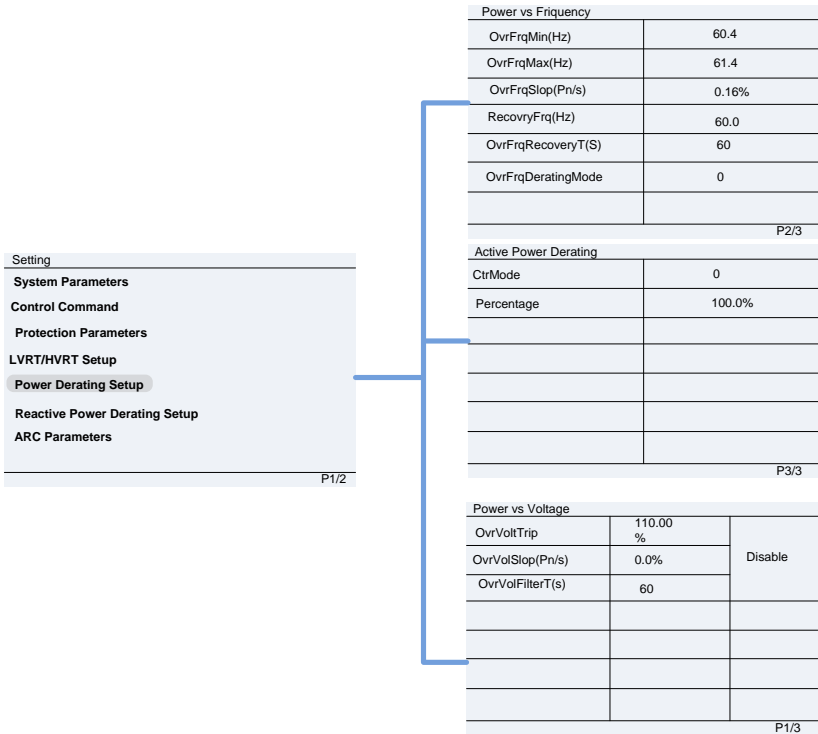 Setting
System Parameters
Control Command
Protection Parameters
LVRT/HVRT Setup
Power Derating Setup
Reactive Power Derating Setup
ARC Parameters
P1/2
Power vs Friquency
OvrFrqMin(Hz) 60.4
OvrFrqMax(Hz) 61.4
OvrFrqSlop(Pn/s) 0.16%
RecovryFrq(Hz) 60.0
OvrFrqRecoveryT(S) 60
OvrFrqDeratingMode 0
P2/3
Active Power Derating
CtrMode 0
Percentage 100.0%
P3/3
Power vs Voltage
OvrVoltTrip 110.00
%
Disable
OvrVolSlop(Pn/s) 0.0%
OvrVolFilterT(s) 60
P1/3